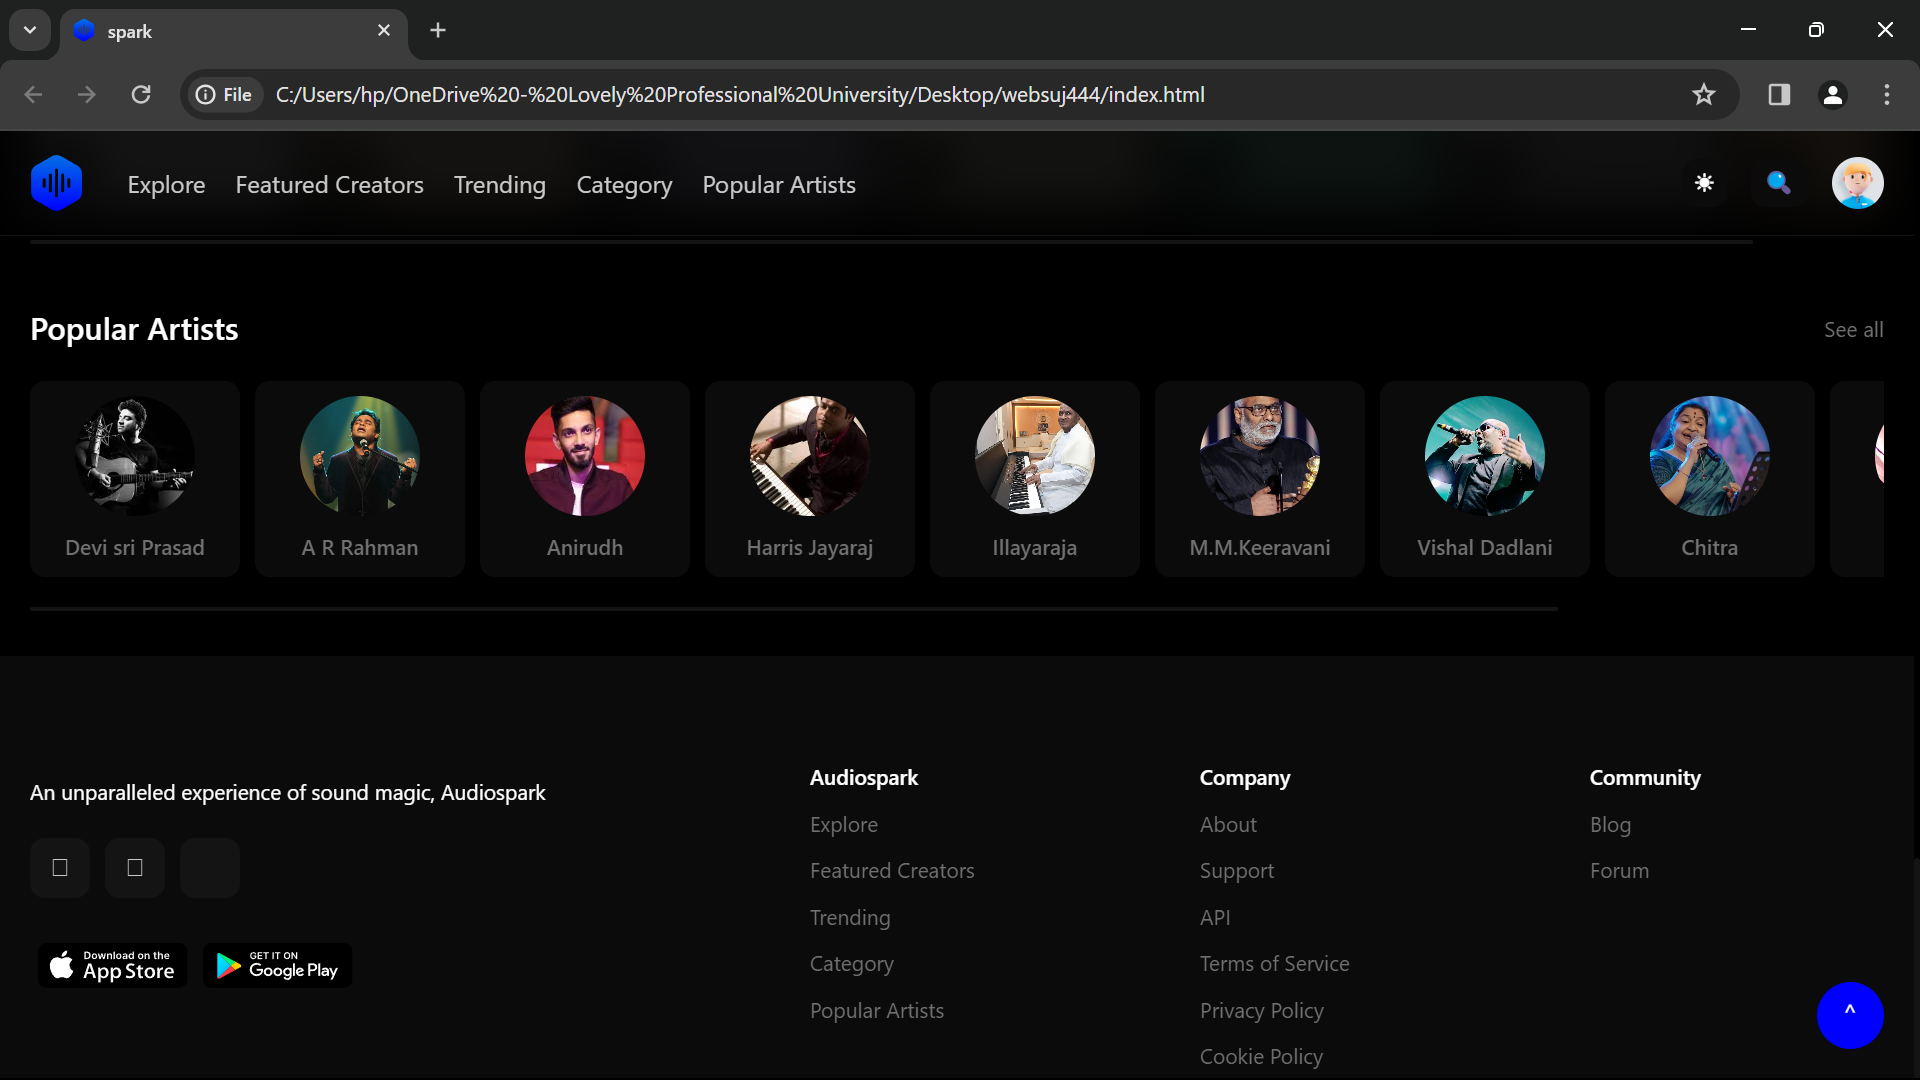 spark
File C:/Users/hp/OneDrive%20-%20Lovely%20Professional%20University/Desktop/websuj444/index.html
Explore Featured Creators Trending Category Popular Artists
Popular Artists See all
Devi sri Prasad A R Rahman Anirudh Harris Jayaraj Illayaraja M.M.Keeravani Vishal Dadlani Chitra
An unparalleled experience of sound magic, Audiospark
Download on the
App Store
GET IT ON
Google Play
Audiospark
Explore
Featured Creators
Trending
Category
Popular Artists
Company
About
Support
API
Terms of Service
Privacy Policy
Cookie Policy
Community
Blog
Forum
^